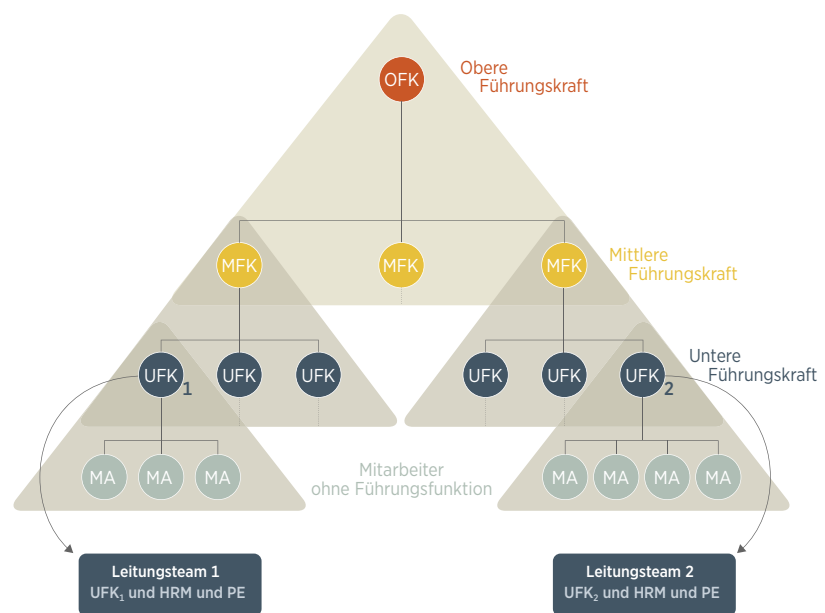 OFK
Obere
Führungskraft
MFK
MFK
MFK
Mittlere
Führungskraft
UFK
1
UFK
UFK
UFK
UFK
UFK
2
Untere
Führungskraft
MA
MA
MA
Mitarbeiter
ohne Führungsfunktion
MA
MA
MA
MA
Leitungsteam 1
UFK₁ und HRM und PE
Leitungsteam 2
UFK₂ und HRM und PE